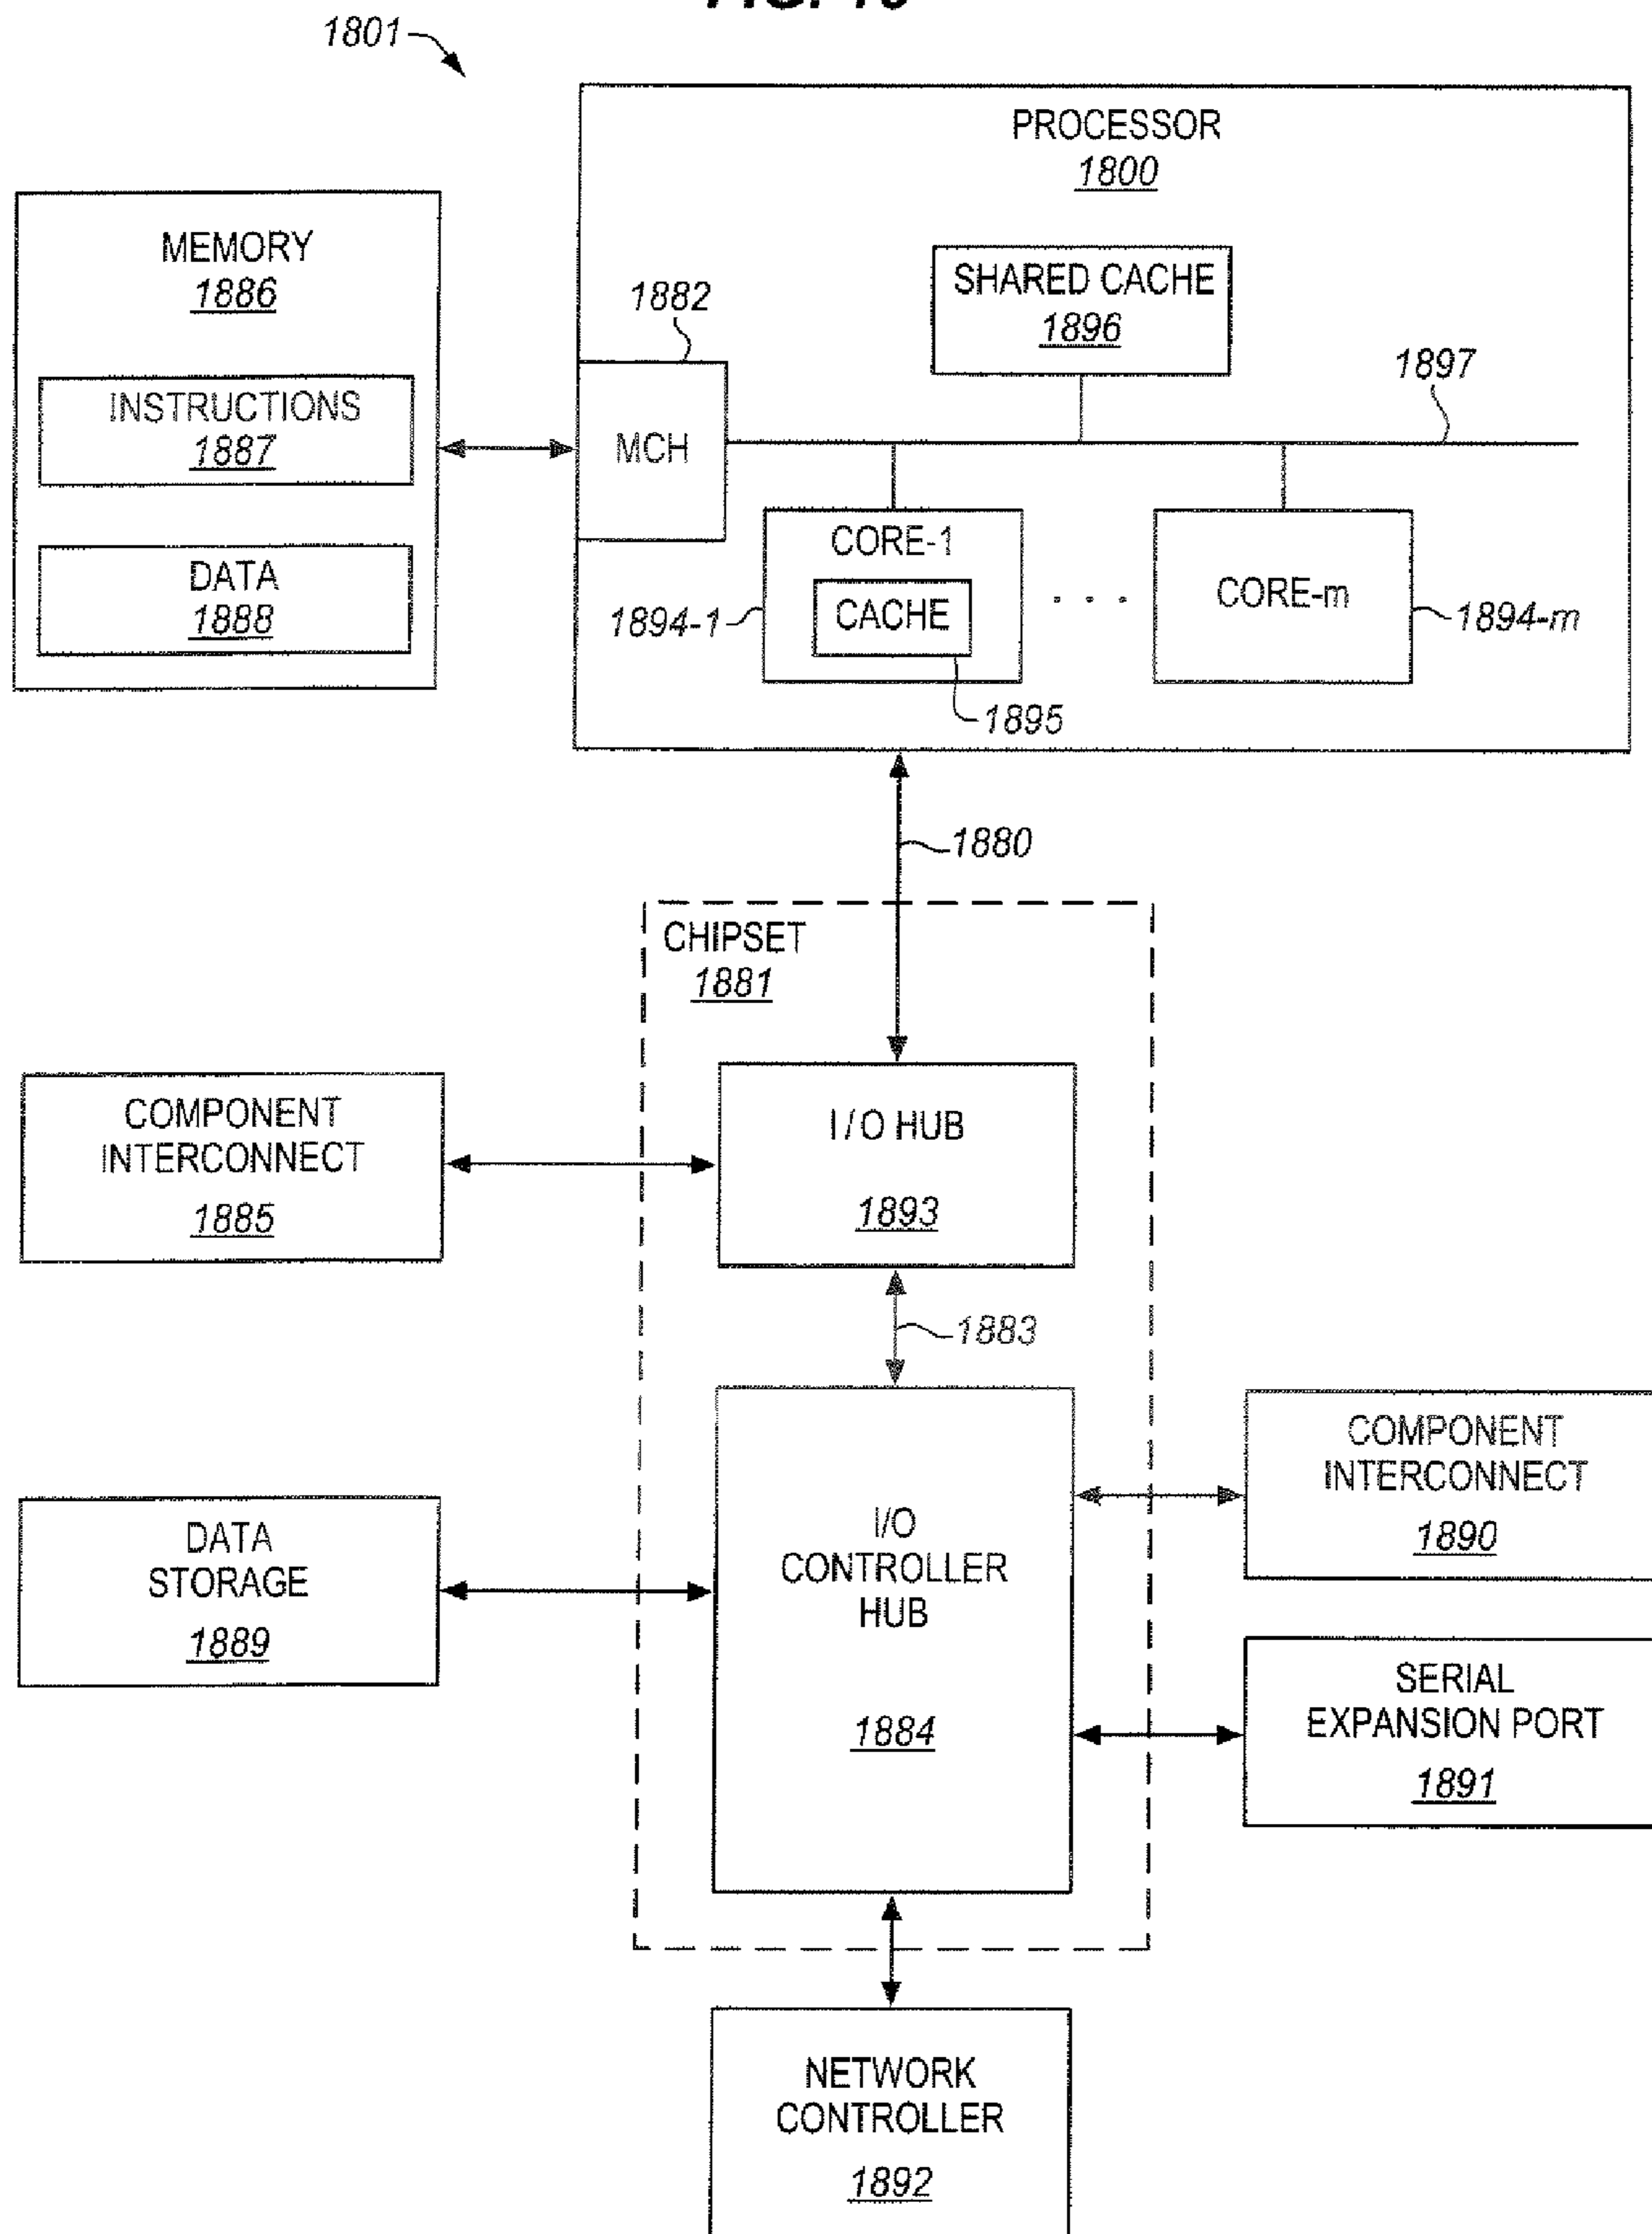 1801
PROCESSOR
1800
MEMORY
1886
SHARED CACHE
1896
1882
1897
INSTRUCTIONS
1887
MCH
DATA
1888
CORE-1
CACHE
1894-1
. . .
CORE-m
1894-m
1895
1880
CHIPSET
1881
COMPONENT
INTERCONNECT
1885
I/O HUB
1893
1883
COMPONENT
INTERCONNECT
1890
DATA
STORAGE
1889
I/O
CONTROLLER
HUB
1884
SERIAL
EXPANSION PORT
1891
NETWORK
CONTROLLER
1892